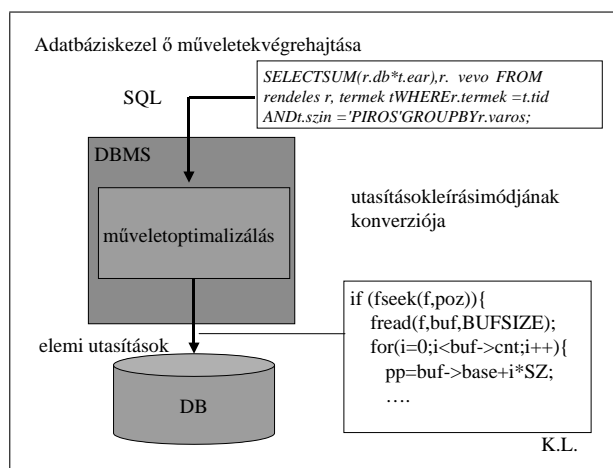 Adatbáziskezel ő műveletekvégrehajtása
SELECTSUM(r.db*t.ear),r. vevo FROM
rendeles r, termek tWHEREr.termek =t.tid
ANDt.szin ='PIROS'GROUPBYr.varos;
SQL
DBMS
műveletoptimalizálás
utasításokleírásimódjának
konverziója
if (fseek(f,poz)){
fread(f,buf,BUFSIZE);
for(i=0;i<buf->cnt;i++){
pp=buf->base+i*SZ;
….
elemi utasítások
DB
K.L.